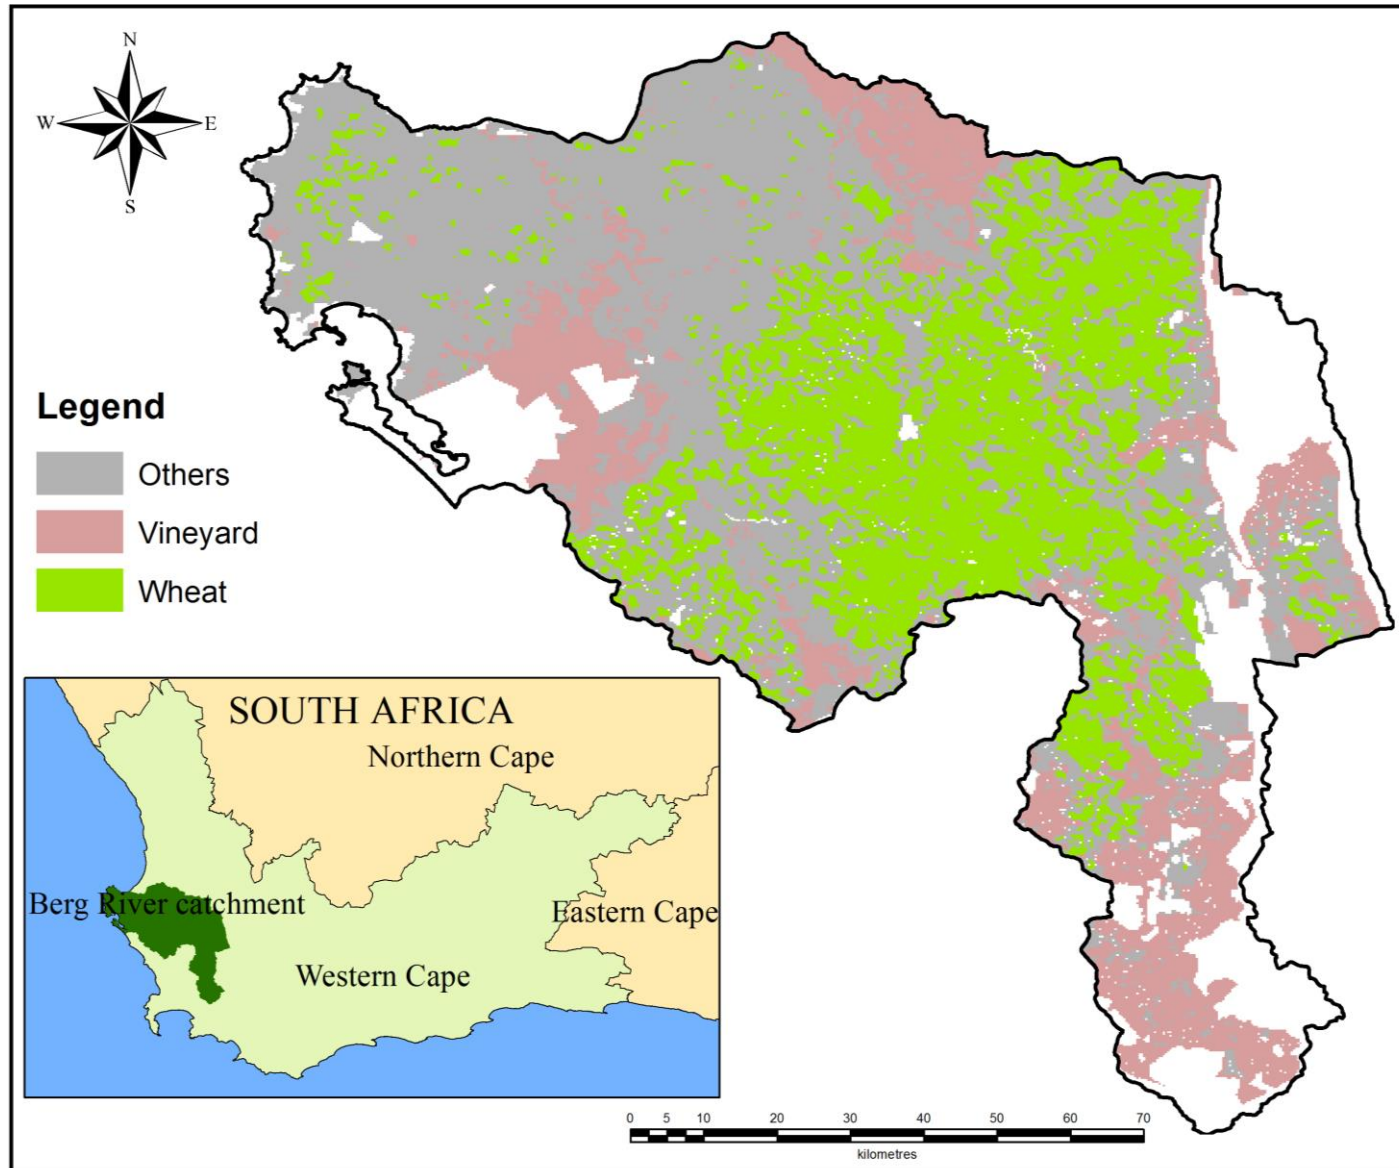 N
W
E
S
Legend
Others
Vineyard
Wheat
SOUTH AFRICA
Northern Cape
Berg River catchment
Eastern Cape
Western Cape
0 5 10 20 30 40 50 60 70
kilometres